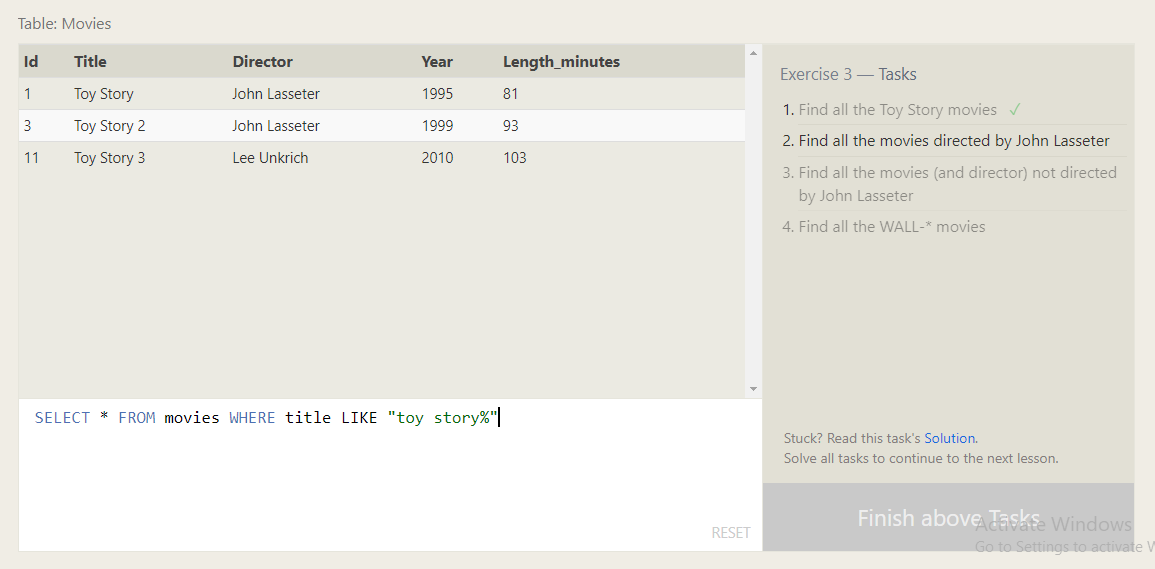 Table: Movies
Id Title Director Year Length_minutes
1 Toy Story John Lasseter 1995 81
3 Toy Story 2 John Lasseter 1999 93
11 Toy Story 3 Lee Unkrich 2010 103
SELECT * FROM movies WHERE title LIKE "toy story%"
RESET
Exercise 3 — Tasks
1. Find all the Toy Story movies ✓
2. Find all the movies directed by John Lasseter
3. Find all the movies (and director) not directed
by John Lasseter
4. Find all the WALL-* movies
Stuck? Read this task's Solution.
Solve all tasks to continue to the next lesson.
Finish above Tasks
Activate Windows
Go to Settings to activate W